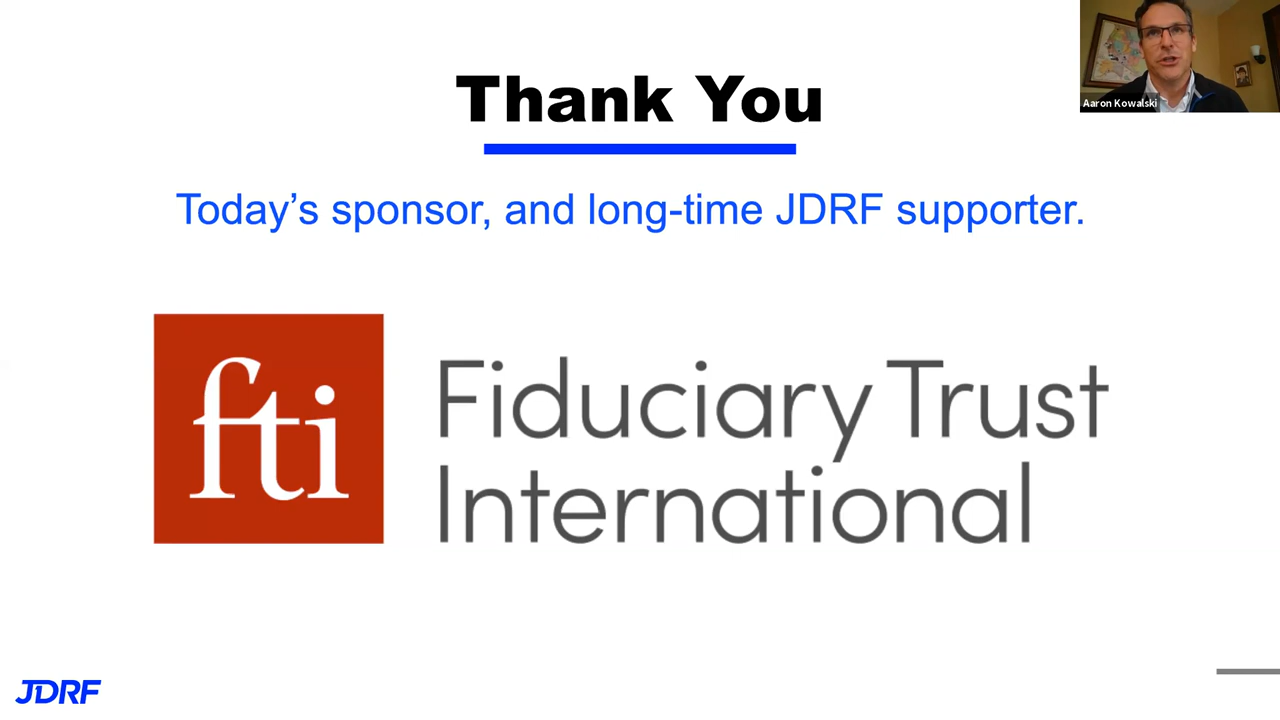 Thank You
Aaron Kowalski
Today’s sponsor, and long-time JDRF supporter.
fti
Fiduciary Trust
International
JDRF